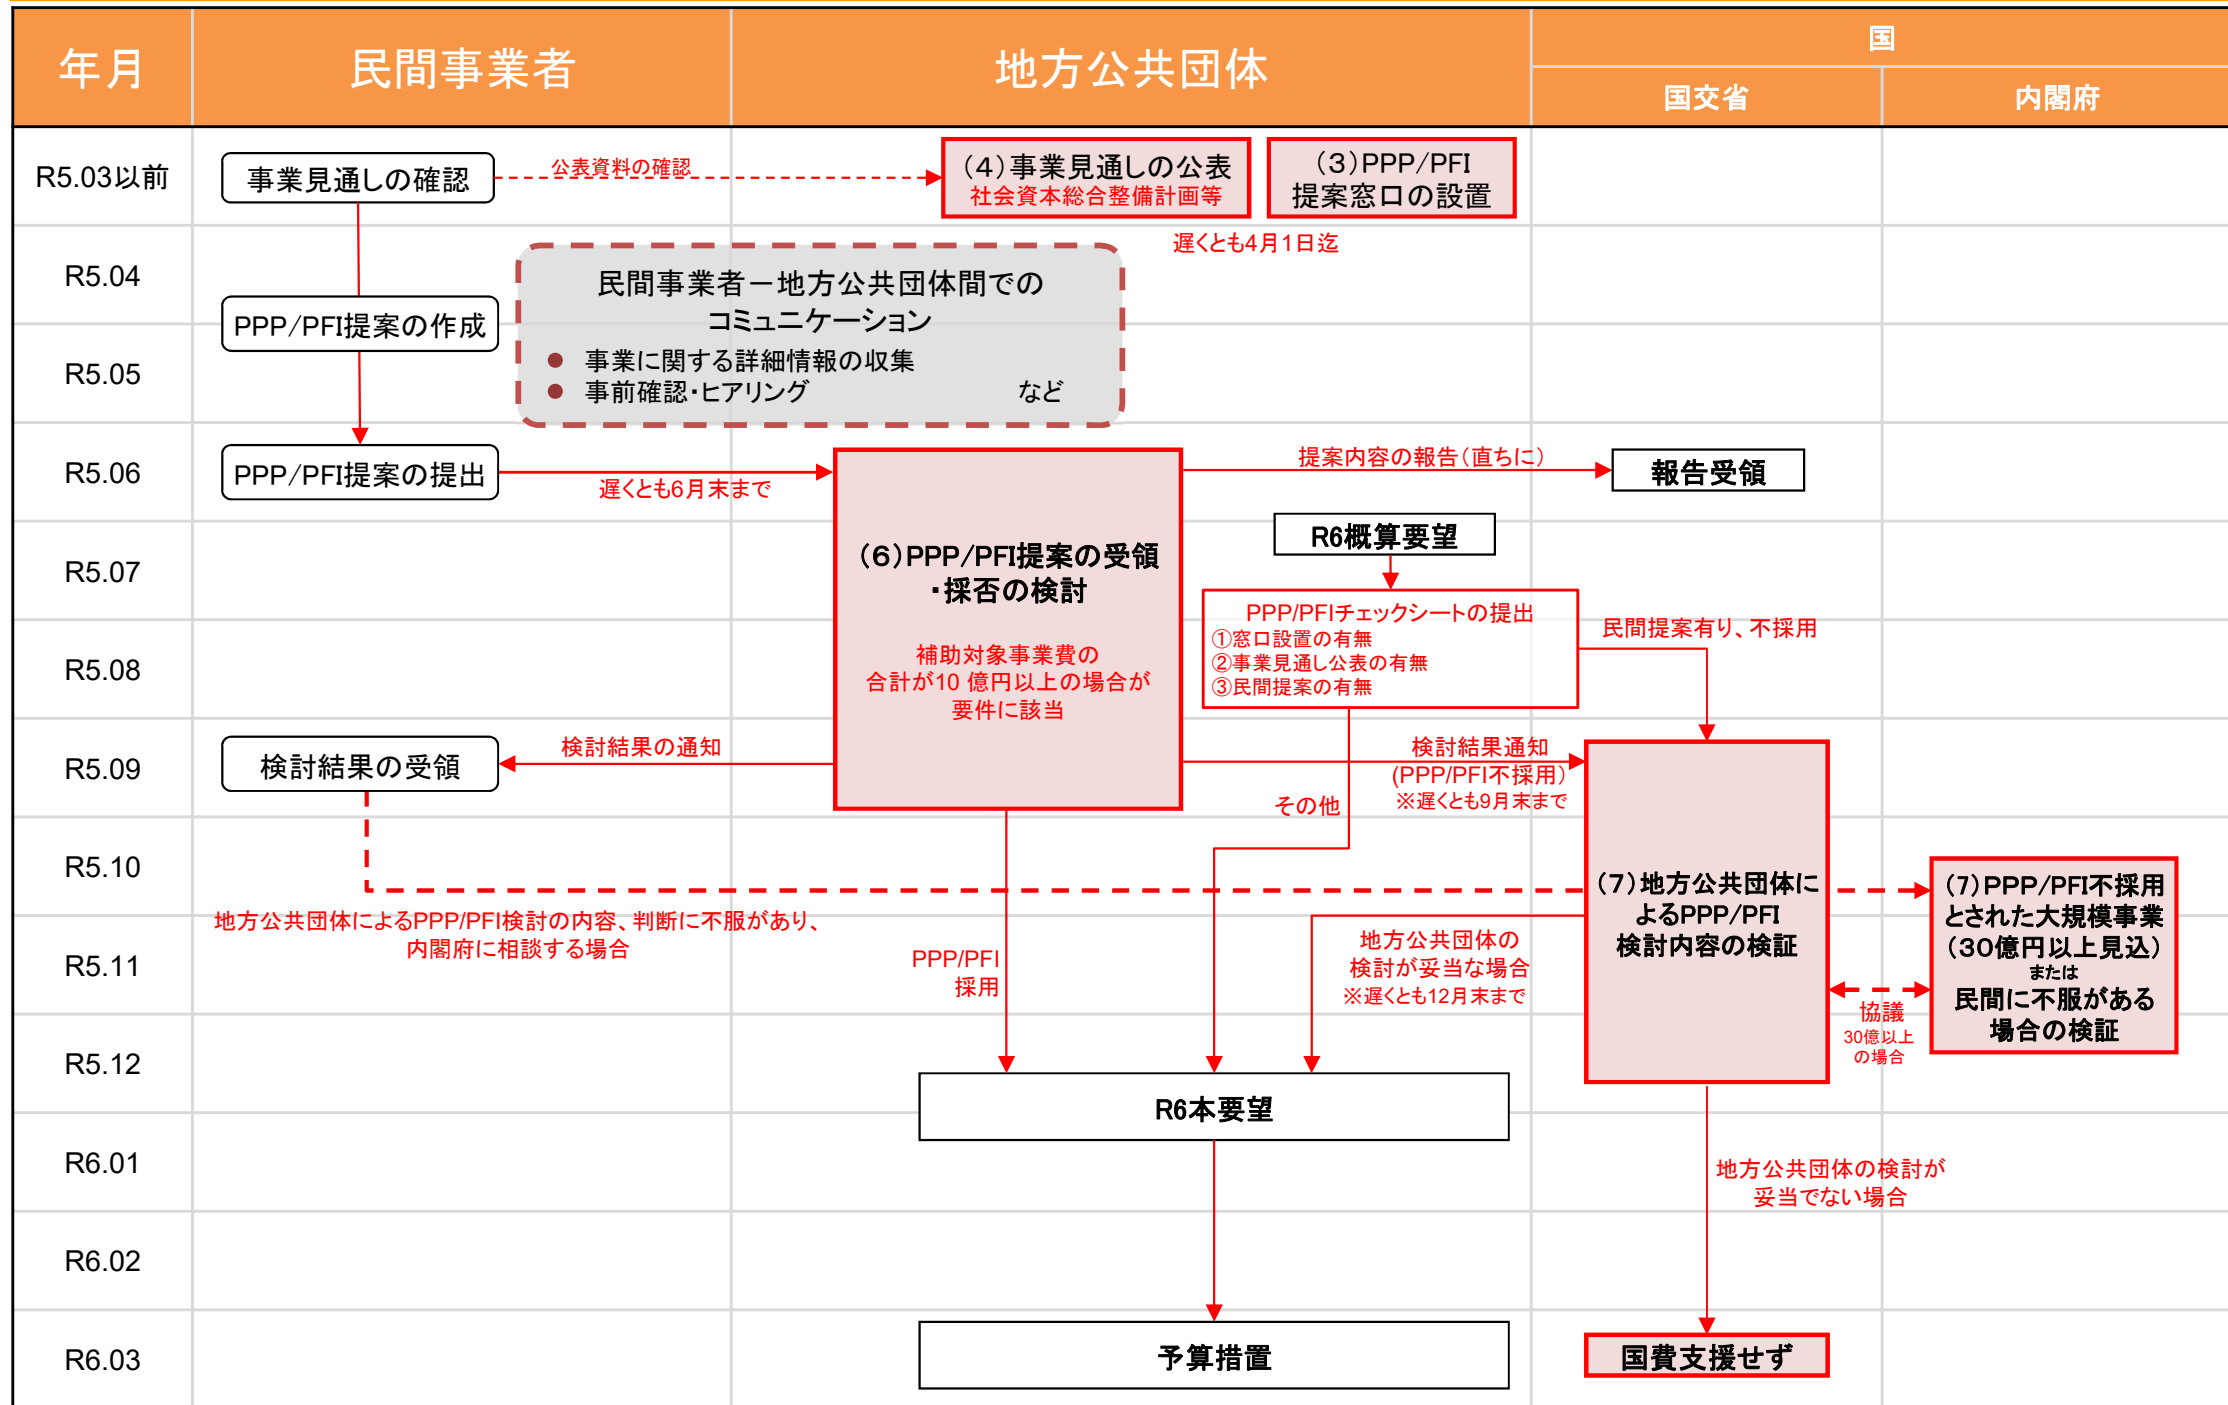 年月
民間事業者
地方公共団体
国
国交省
内閣府
R5.03以前
事業見通しの確認
公表資料の確認
（4）事業見通しの公表
社会資本総合整備計画等
（3）PPP/PFI
提案窓口の設置
遅くとも4月1日迄
R5.04
民間事業者－地方公共団体間での
コミュニケーション
● 事業に関する詳細情報の収集
● 事前確認・ヒアリング　など
PPP/PFI提案の作成
R5.05
R5.06
PPP/PFI提案の提出
遅くとも6月末まで
提案内容の報告（直ちに）
報告受領
（6）PPP/PFI提案の受領
・採否の検討
補助対象事業費の
合計が10 億円以上の場合が
要件に該当
R6概算要望
R5.07
PPP/PFIチェックシートの提出
①窓口設置の有無
②事業見通し公表の有無
③民間提案の有無
民間提案有り、不採用
R5.08
R5.09
検討結果の受領
検討結果の通知
検討結果通知
(PPP/PFI不採用）
※遅くとも9月末まで
その他
R5.10
（7）地方公共団体に
よるPPP/PFI
検討内容の検証
（7）PPP/PFI不採用
とされた大規模事業
（30億円以上見込）
または
民間に不服がある
場合の検証
地方公共団体によるPPP/PFI検討の内容、判断に不服があり、
内閣府に相談する場合
R5.11
PPP/PFI
採用
地方公共団体の
検討が妥当な場合
※遅くとも12月末まで
協議
30億以上
の場合
R5.12
R6本要望
R6.01
地方公共団体の検討が
妥当でない場合
R6.02
R6.03
予算措置
国費支援せず